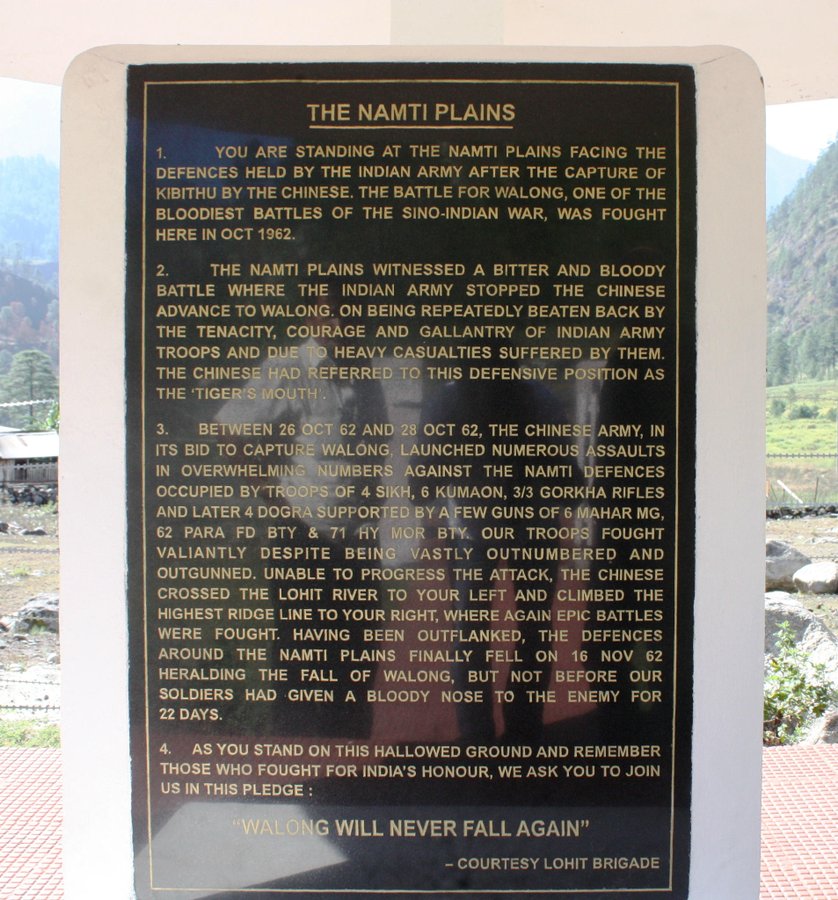 THE NAMTI PLAINS
1. YOU ARE STANDING AT THE NAMTI PLAINS FACING THE
DEFENCES HELD BY THE INDIAN ARMY AFTER THE CAPTURE OF
KIBITHU BY THE CHINESE. THE BATTLE FOR WALONG, ONE OF THE
BLOODIEST BATTLES OF THE SINO-INDIAN WAR, WAS FOUGHT
HERE IN OCT 1962.
2. THE NAMTI PLAINS WITNESSED A BITTER AND BLOODY
BATTLE WHERE THE INDIAN ARMY STOPPED THE CHINESE
ADVANCE TO WALONG. ON BEING REPEATEDLY BEATEN BACK BY
THE TENACITY, COURAGE AND GALLANTRY OF INDIAN ARMY
TROOPS AND DUE TO HEAVY CASUALTIES SUFFERED BY THEM.
THE CHINESE HAD REFERRED TO THIS DEFENSIVE POSITION AS
THE ‘TIGER’S MOUTH’.
3. BETWEEN 26 OCT 62 AND 28 OCT 62, THE CHINESE ARMY, IN
ITS BID TO CAPTURE WALONG, LAUNCHED NUMEROUS ASSAULTS
IN OVERWHELMING NUMBERS AGAINST THE NAMTI DEFENCES
OCCUPIED BY TROOPS OF 4 SIKH, 6 KUMAON, 3/3 GORKHA RIFLES
AND LATER 4 DOGRA SUPPORTED BY A FEW GUNS OF 6 MAHAR MG,
62 PARA FD BTY & 71 HY MOR BTY. OUR TROOPS FOUGHT
VALIANTLY DESPITE BEING VASTLY OUTNUMBERED AND
OUTGUNNED. UNABLE TO PROGRESS THE ATTACK, THE CHINESE
CROSSED THE LOHIT RIVER TO YOUR LEFT AND CLIMBED THE
HIGHEST RIDGE LINE TO YOUR RIGHT, WHERE AGAIN EPIC BATTLES
WERE FOUGHT. HAVING BEEN OUTFLANKED, THE DEFENCES
AROUND THE NAMTI PLAINS FINALLY FELL ON 16 NOV 62
HERALDING THE FALL OF WALONG, BUT NOT BEFORE OUR
SOLDIERS HAD GIVEN A BLOODY NOSE TO THE ENEMY FOR
22 DAYS.
4. AS YOU STAND ON THIS HALLOWED GROUND AND REMEMBER
THOSE WHO FOUGHT FOR INDIA’S HONOUR, WE ASK YOU TO JOIN
US IN THIS PLEDGE :
“WALONG WILL NEVER FALL AGAIN”
– COURTESY LOHIT BRIGADE